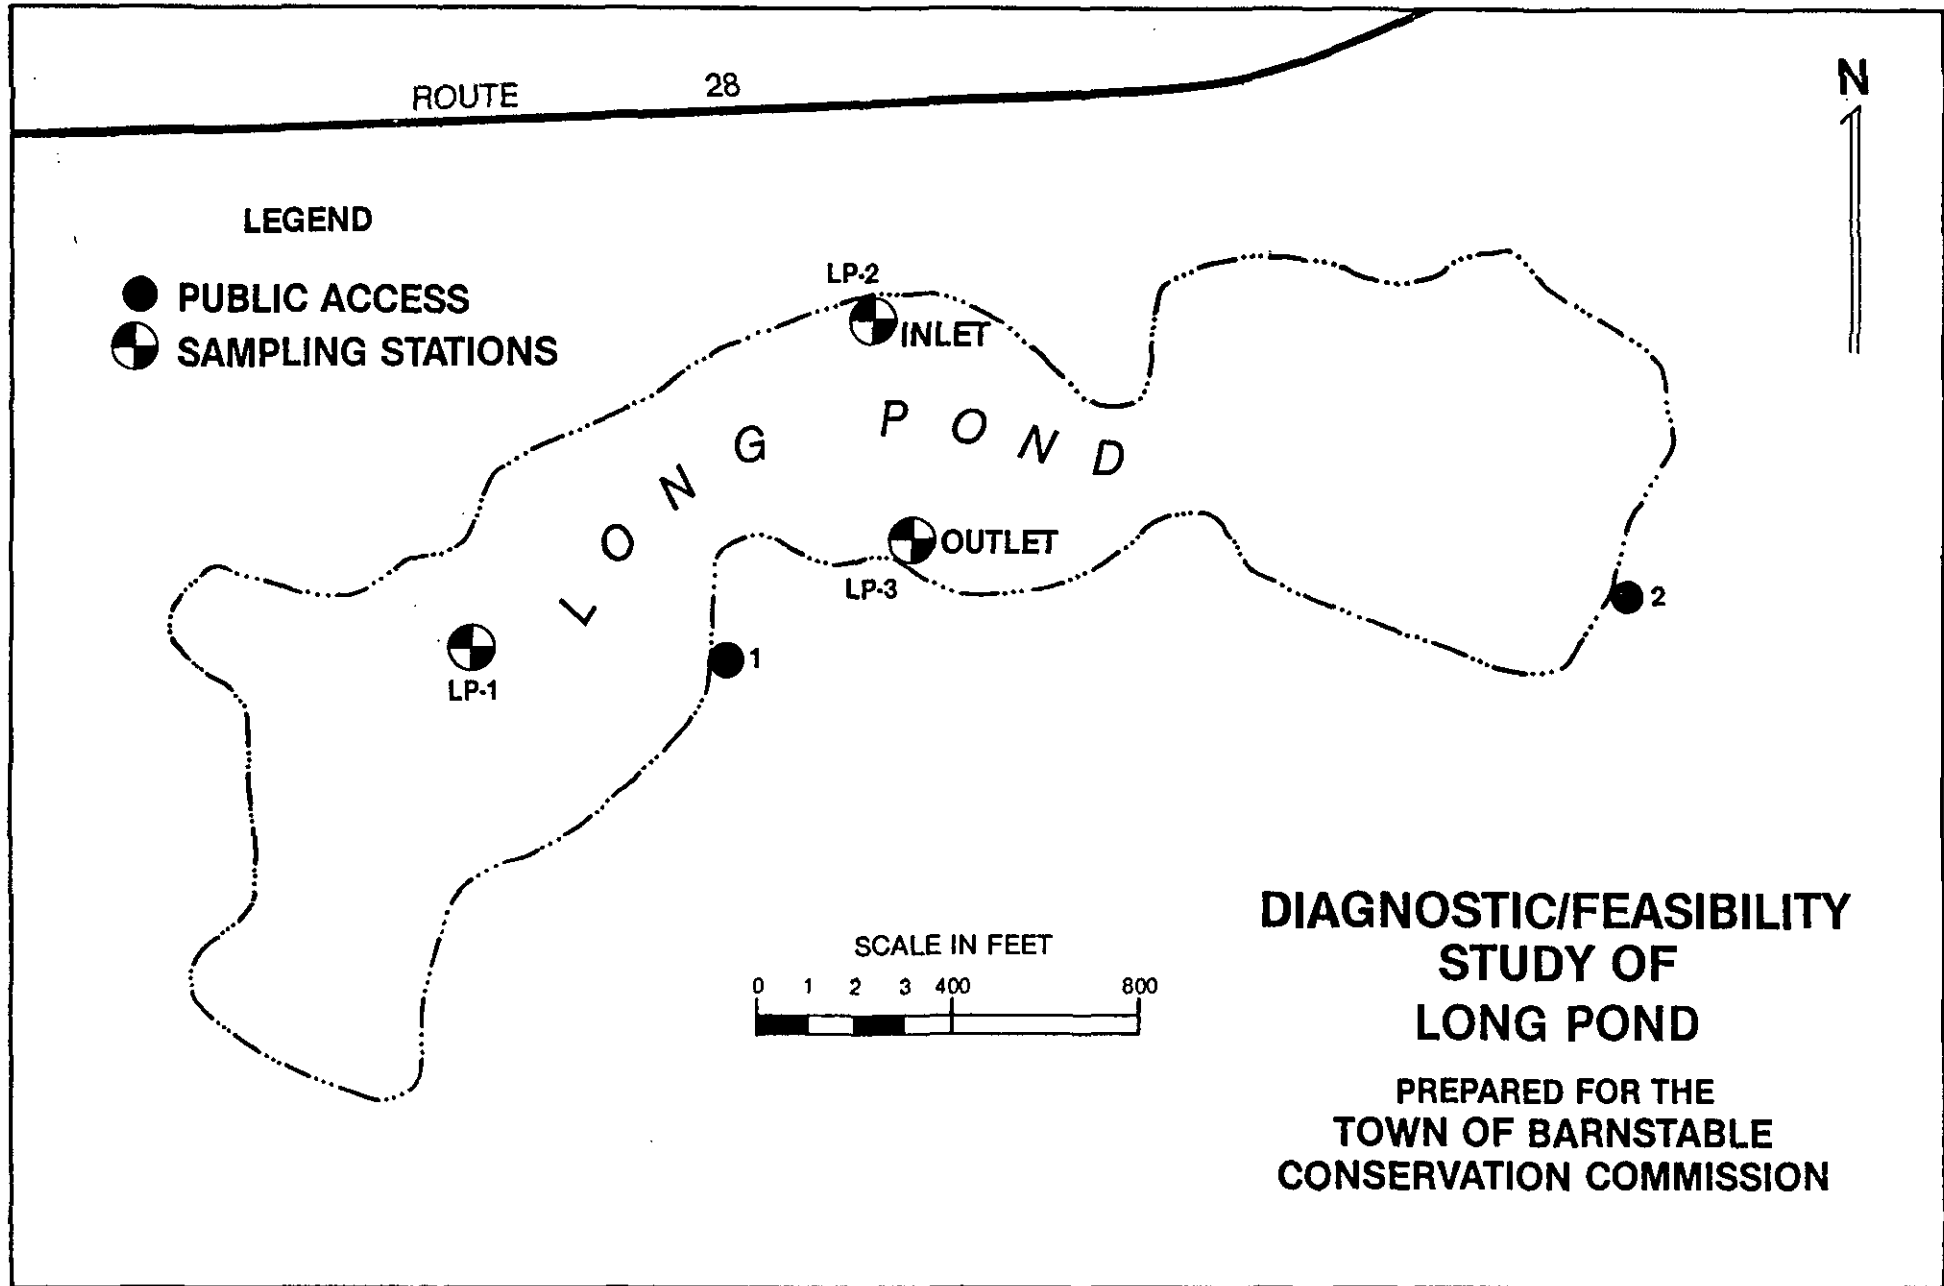 ROUTE 28
N
LEGEND
PUBLIC ACCESS
SAMPLING STATIONS
LP-2
INLET
LONG POND
OUTLET
LP-3
LP-1
1
2
SCALE IN FEET
0 1 2 3 400 800
DIAGNOSTIC/FEASIBILITY
STUDY OF
LONG POND
PREPARED FOR THE
TOWN OF BARNSTABLE
CONSERVATION COMMISSION